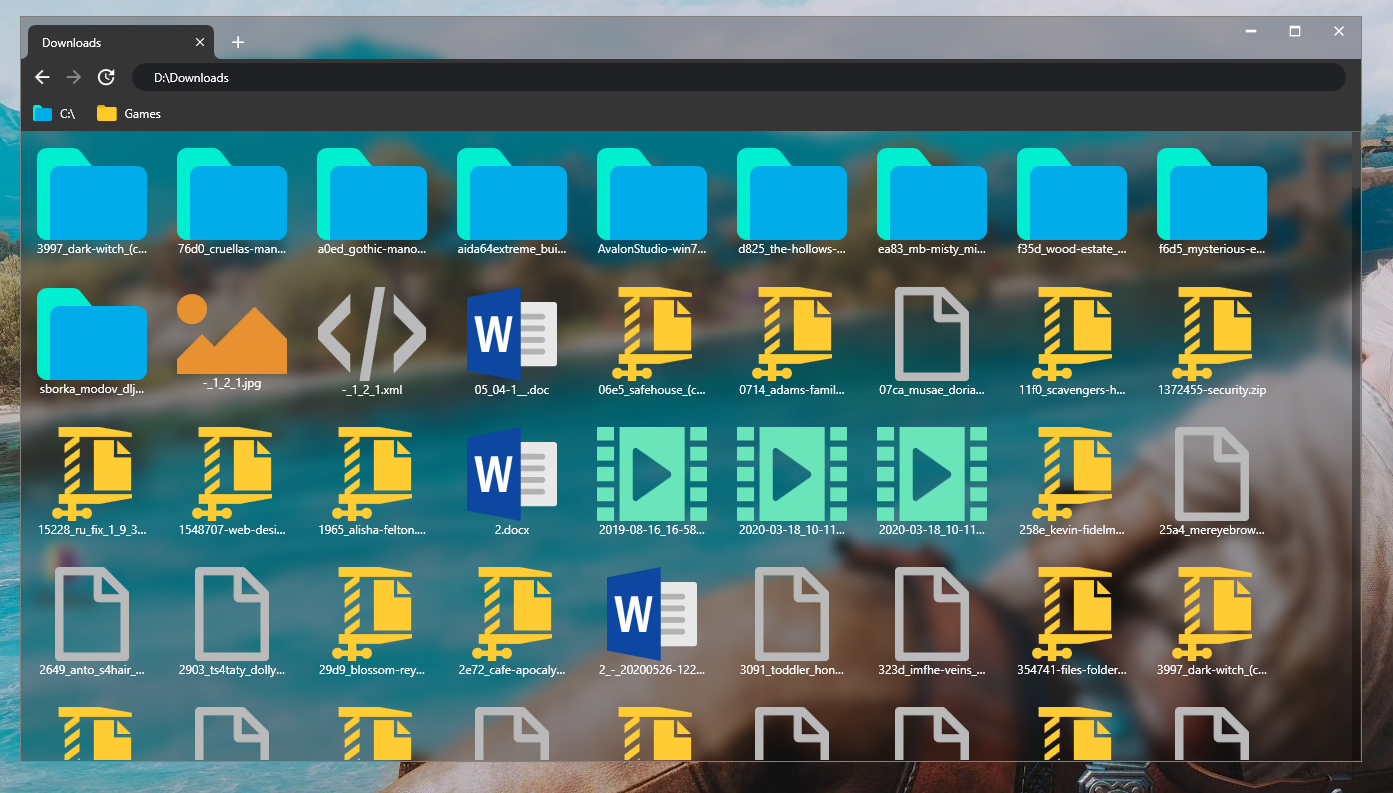 Downloads
D:\Downloads
C:\
Games
3997_dark-witch_(c...
76d0_cruellas-man...
a0ed_gothic-mano...
aida64extreme_bui...
AvalonStudio-win7...
d825_the-hollows-...
ea83_mb-misty_mi...
f35d_wood-estate_...
f6d5_mysterious-e...
sborka_modov_dlj...
-_1_2_1.jpg
-_1_2_1.xml
W
05_04-1__.doc
06e5_safehouse_(c...
0714_adams-famil...
07ca_musae_doria...
11f0_scavengers-h...
1372455-security.zip
15228_ru_fix_1_9_3...
1548707-web-desi...
1965_alisha-felton....
W
2.docx
2019-08-16_16-58...
2020-03-18_10-11...
2020-03-18_10-11...
258e_kevin-fidelm...
25a4_mereyebrow...
2649_anto_s4hair_...
2903_ts4taty_dolly...
29d9_blossom-rey...
2e72_cafe-apocaly...
W
2_-_20200526-122...
3091_toddler_hon...
323d_imfhe-veins_...
354741-files-folder...
3997_dark-witch_(c...